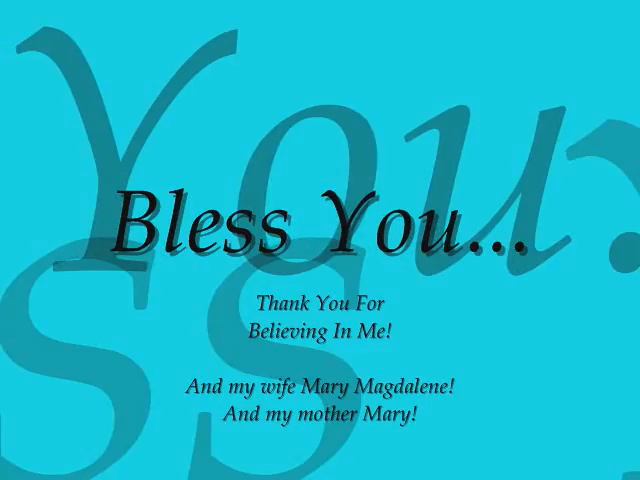 Bless You...
Thank You For
Believing In Me!
And my wife Mary Magdalene!
And my mother Mary!